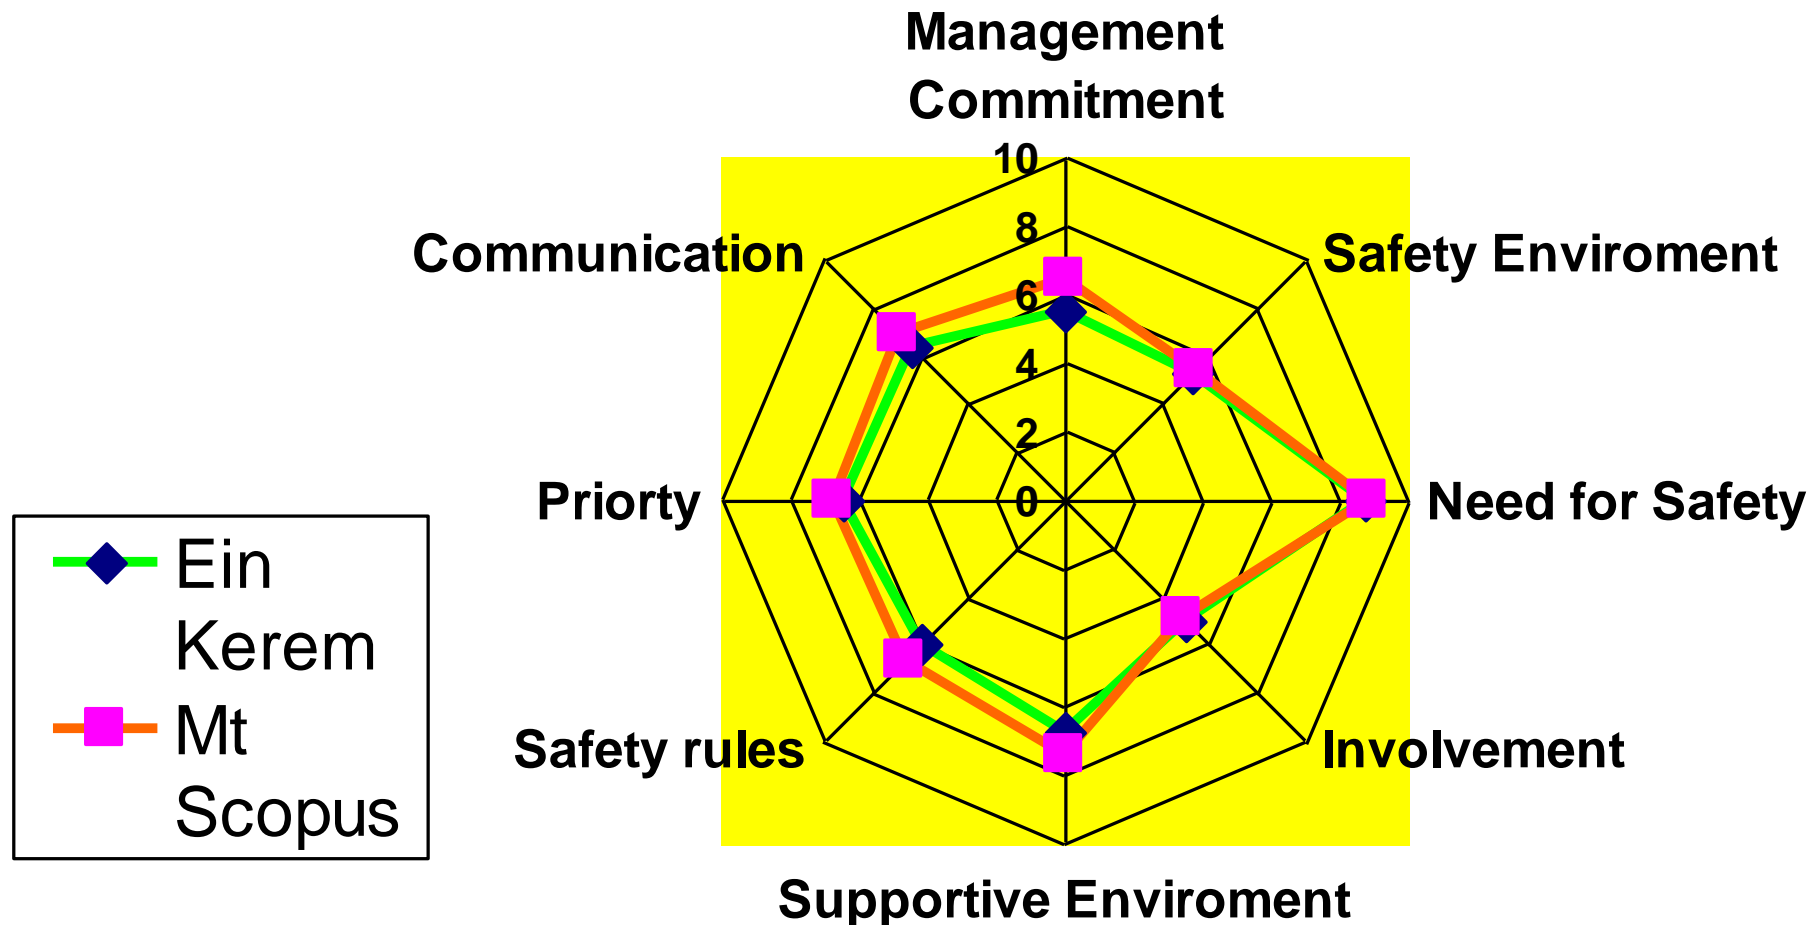 Management
Commitment
10
8
6
4
2
0
Safety Enviroment
Need for Safety
Involvement
Supportive Enviroment
Safety rules
Priorty
Communication
Ein
Kerem
Mt
Scopus